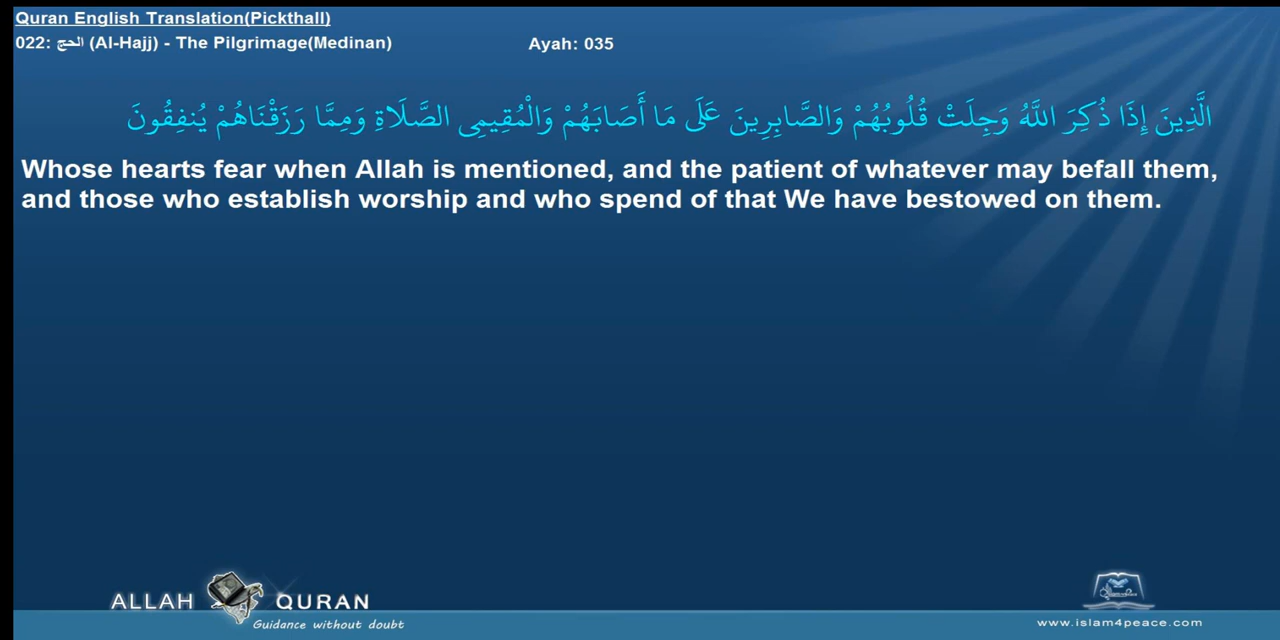 Quran English Translation(Pickthall)
022: الحج (Al-Hajj) - The Pilgrimage(Medinan) Ayah: 035
الَّذِينَ إِذَا ذُكِرَ اللَّهُ وَجِلَتْ قُلُوبُهُمْ وَالصَّابِرِينَ عَلَى مَا أَصَابَهُمْ وَالْمُقِيمِي الصَّلَاةِ وَمِمَّا رَزَقْنَاهُمْ يُنفِقُونَ
Whose hearts fear when Allah is mentioned, and the patient of whatever may befall them,
and those who establish worship and who spend of that We have bestowed on them.
ALLAH QURAN
Guidance without doubt
www.islam4peace.com